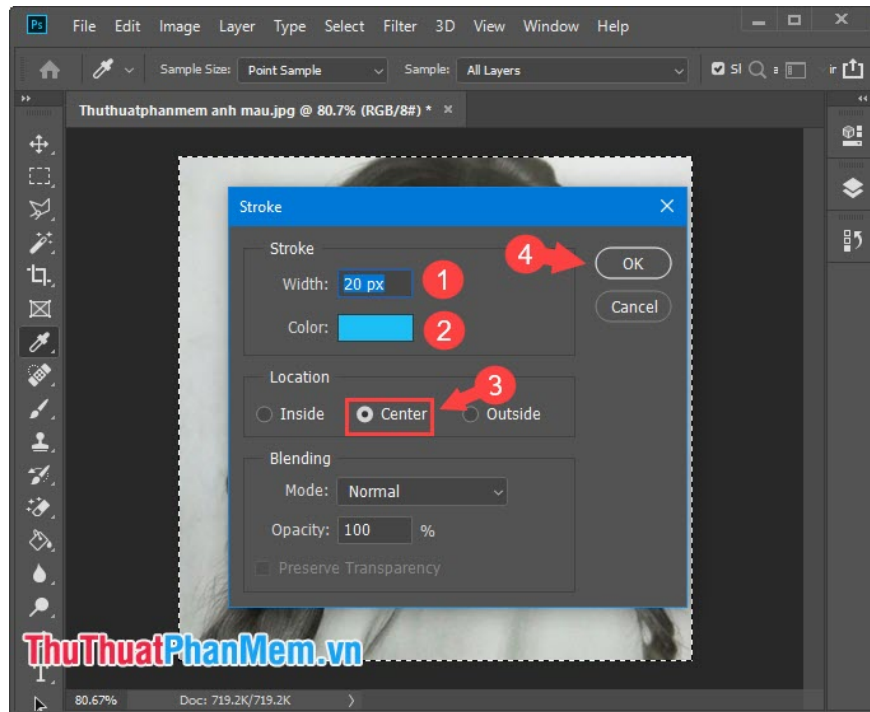 Ps File Edit Image Layer Type Select Filter 3D View Window Help
Sample Size: Point Sample Sample: All Layers
Thuthuatphanmem anh mau.jpg @ 80.7% (RGB/8#) * ×
Stroke
Stroke
4
OK
Width: 20 px 1
Cancel
Color: 2
Location
3
Inside Center Outside
Blending
Mode: Normal
Opacity: 100 %
Preserve Transparency
ThuThuatPhanMem.vn
80.67% Doc: 719.2K/719.2K